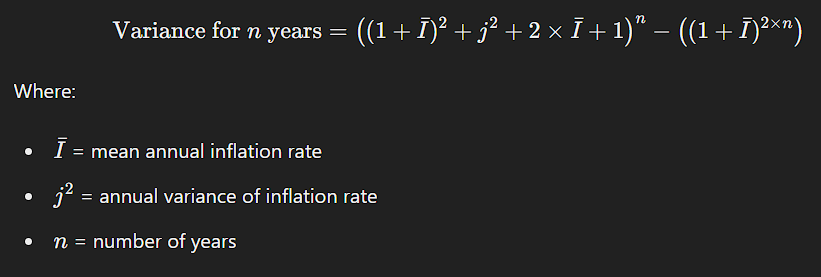 Variance for n years = ((1 + Ī)² + j² + 2 × Ī + 1)ⁿ − ((1 + Ī)²ˣⁿ)
Where:
• Ī = mean annual inflation rate
• j² = annual variance of inflation rate
• n = number of years